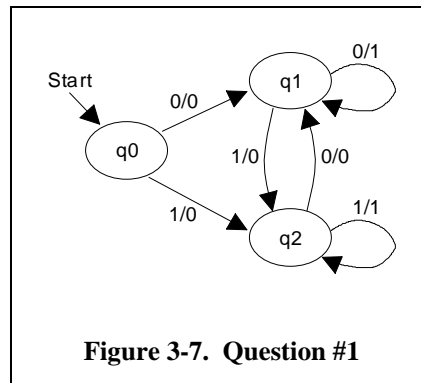 q1
0/1
Start
0/0
q0
1/0
0/0
1/0
q2
1/1
Figure 3-7. Question #1